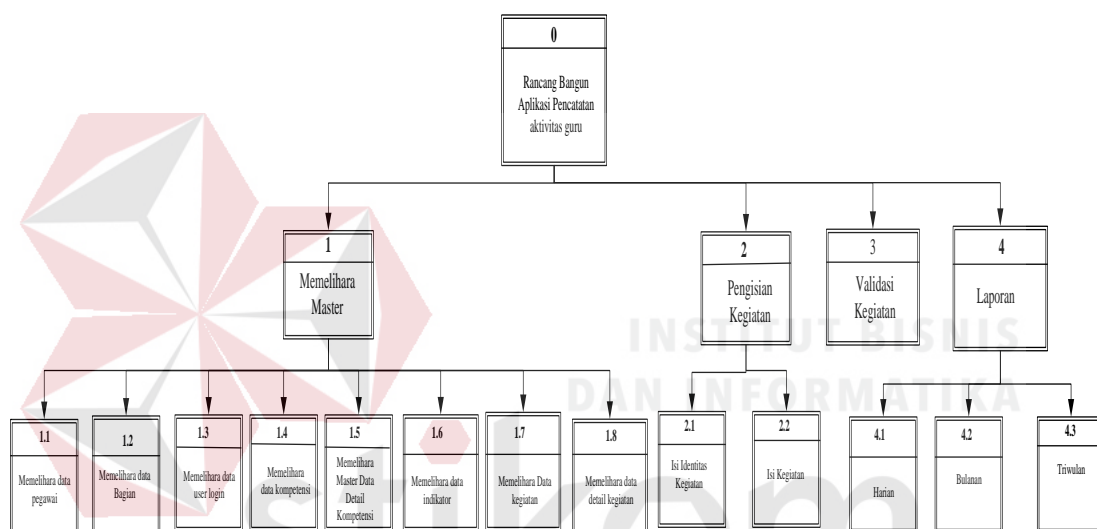 0
Rancang Bangun
Aplikasi Pencatatan
aktivitas guru
1
Memelihara
Master
2
Pengisian
Kegiatan
3
Validasi
Kegiatan
4
Laporan
INSTITUT BISNIS
DAN INFORMATIKA
1.1
Memelihara data
pegawai
1.2
Memelihara data
Bagian
1.3
Memelihara data
user login
1.4
Memelihara
data kompetensi
1.5
Memelihara
Master Data
Detail
Kompetensi
1.6
Memelihara data
indikator
1.7
Memelihara Data
kegiatan
1.8
Memelihara data
detail kegiatan
2.1
Isi Identitas
Kegiatan
2.2
Isi Kegiatan
4.1
Harian
4.2
Bulanan
4.3
Triwulan
stikom